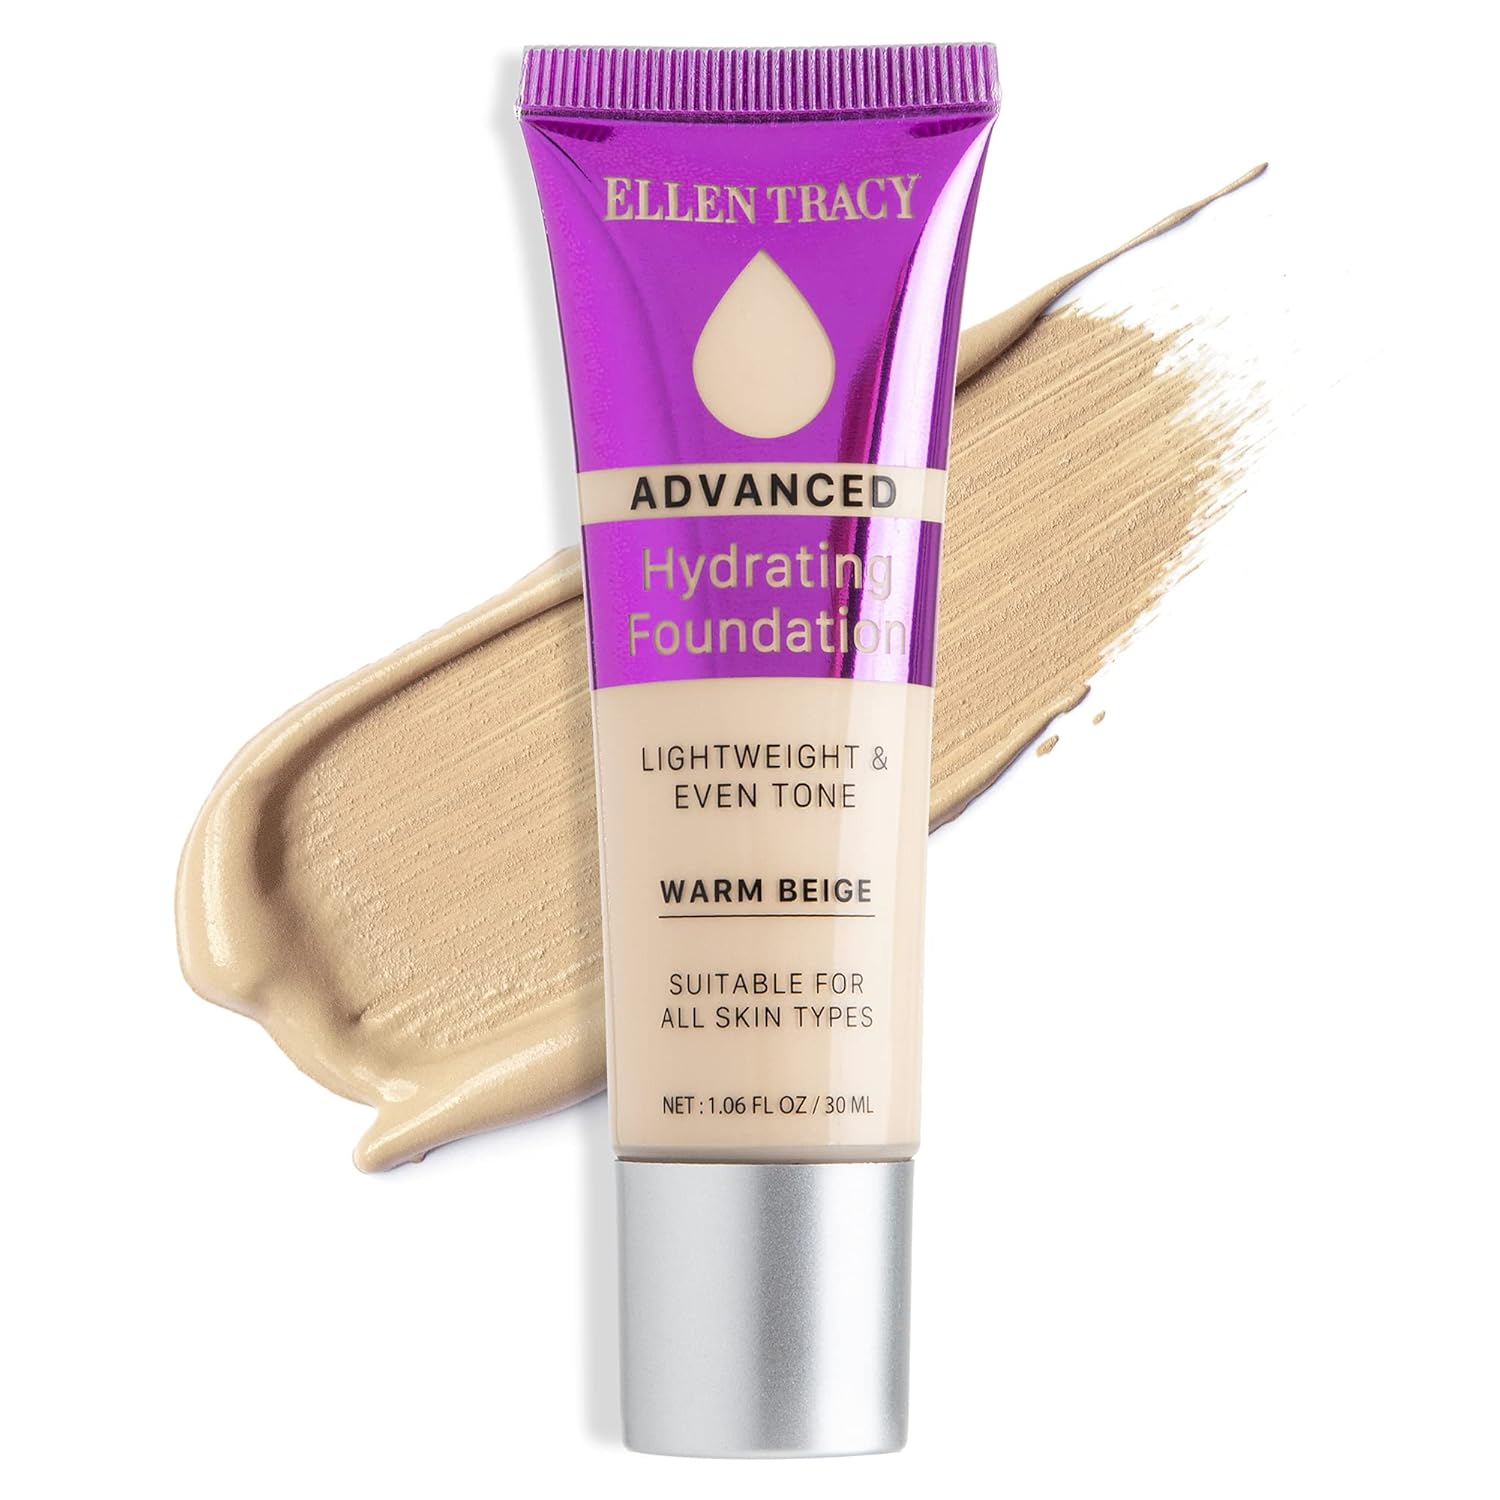 ELLEN TRACY
ADVANCED
Hydrating
Foundation
LIGHTWEIGHT &
EVEN TONE
WARM BEIGE
SUITABLE FOR
ALL SKIN TYPES
NET : 1.06 FL OZ / 30 ML